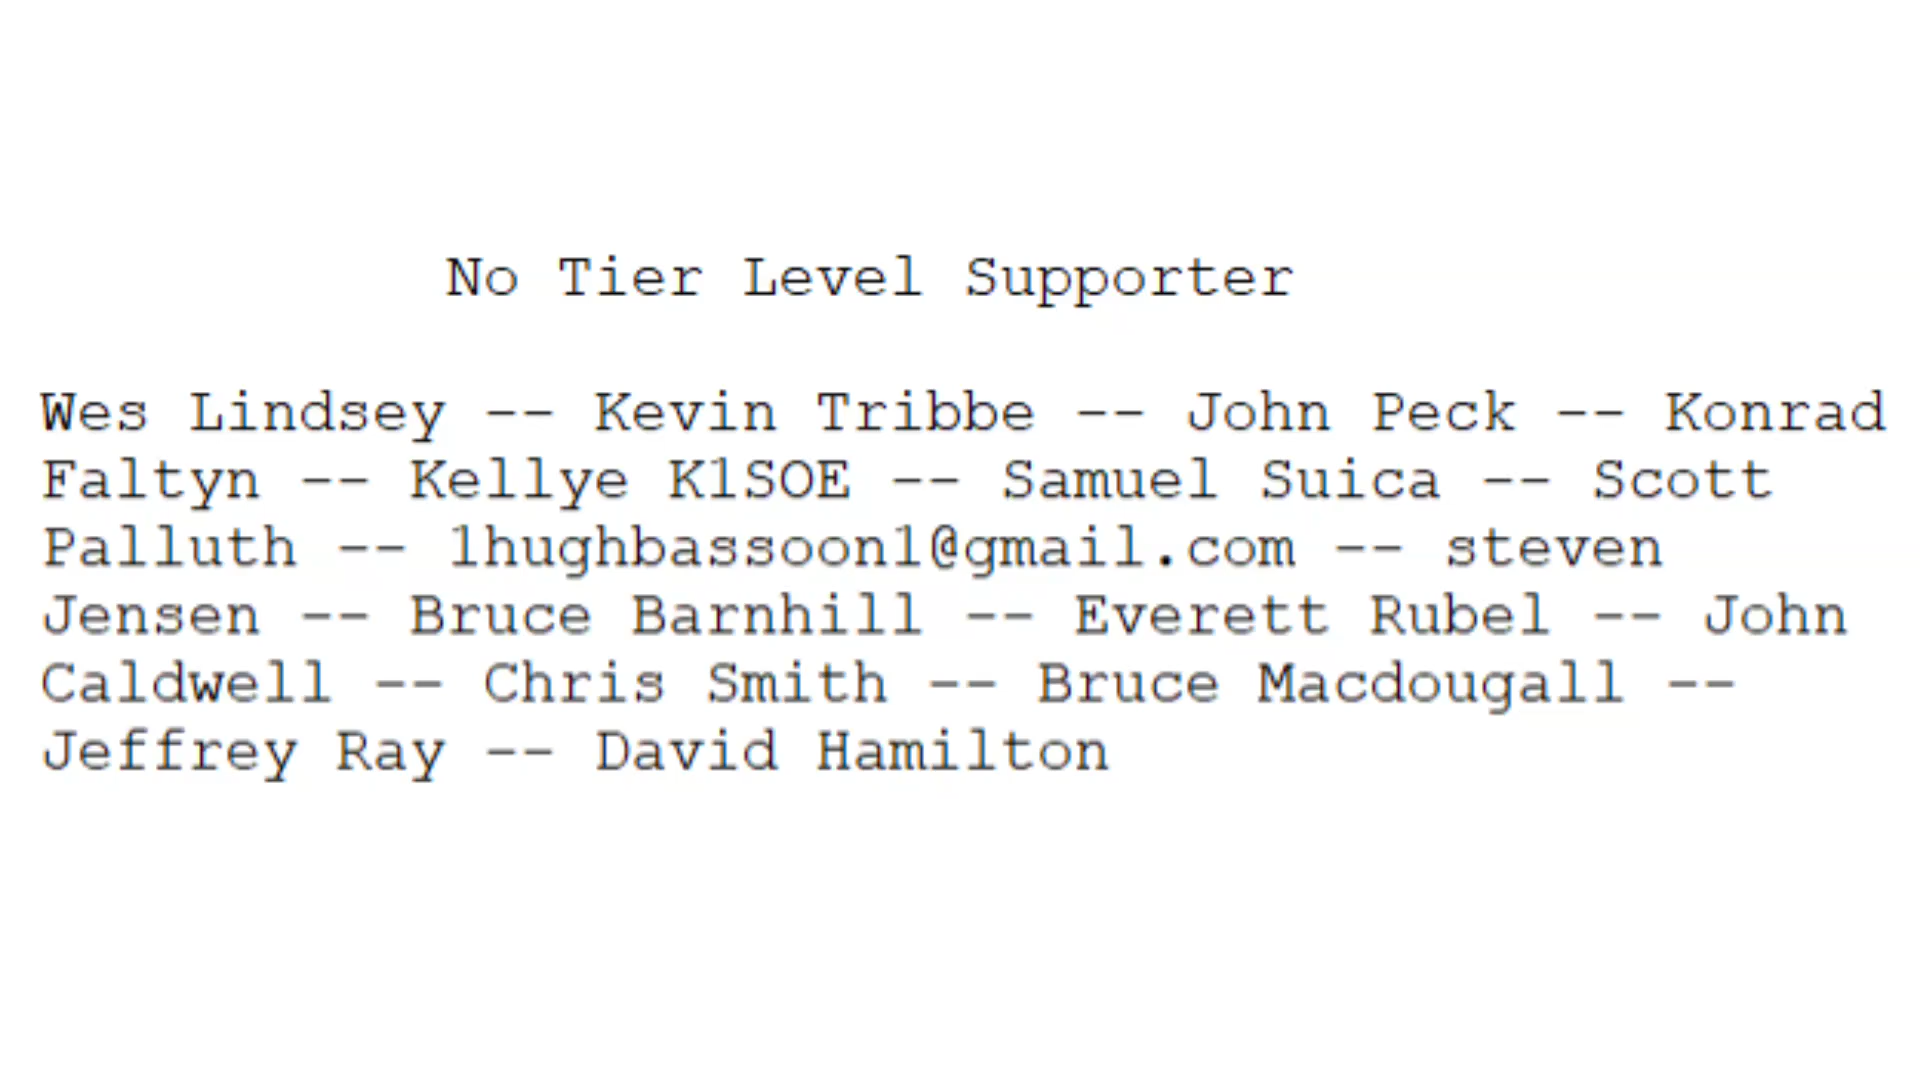 No Tier Level Supporter
Wes Lindsey -- Kevin Tribbe -- John Peck -- Konrad
Faltyn -- Kellye K1SOE -- Samuel Suica -- Scott
Palluth -- 1hughbassoon1@gmail.com -- steven
Jensen -- Bruce Barnhill -- Everett Rubel -- John
Caldwell -- Chris Smith -- Bruce Macdougall --
Jeffrey Ray -- David Hamilton